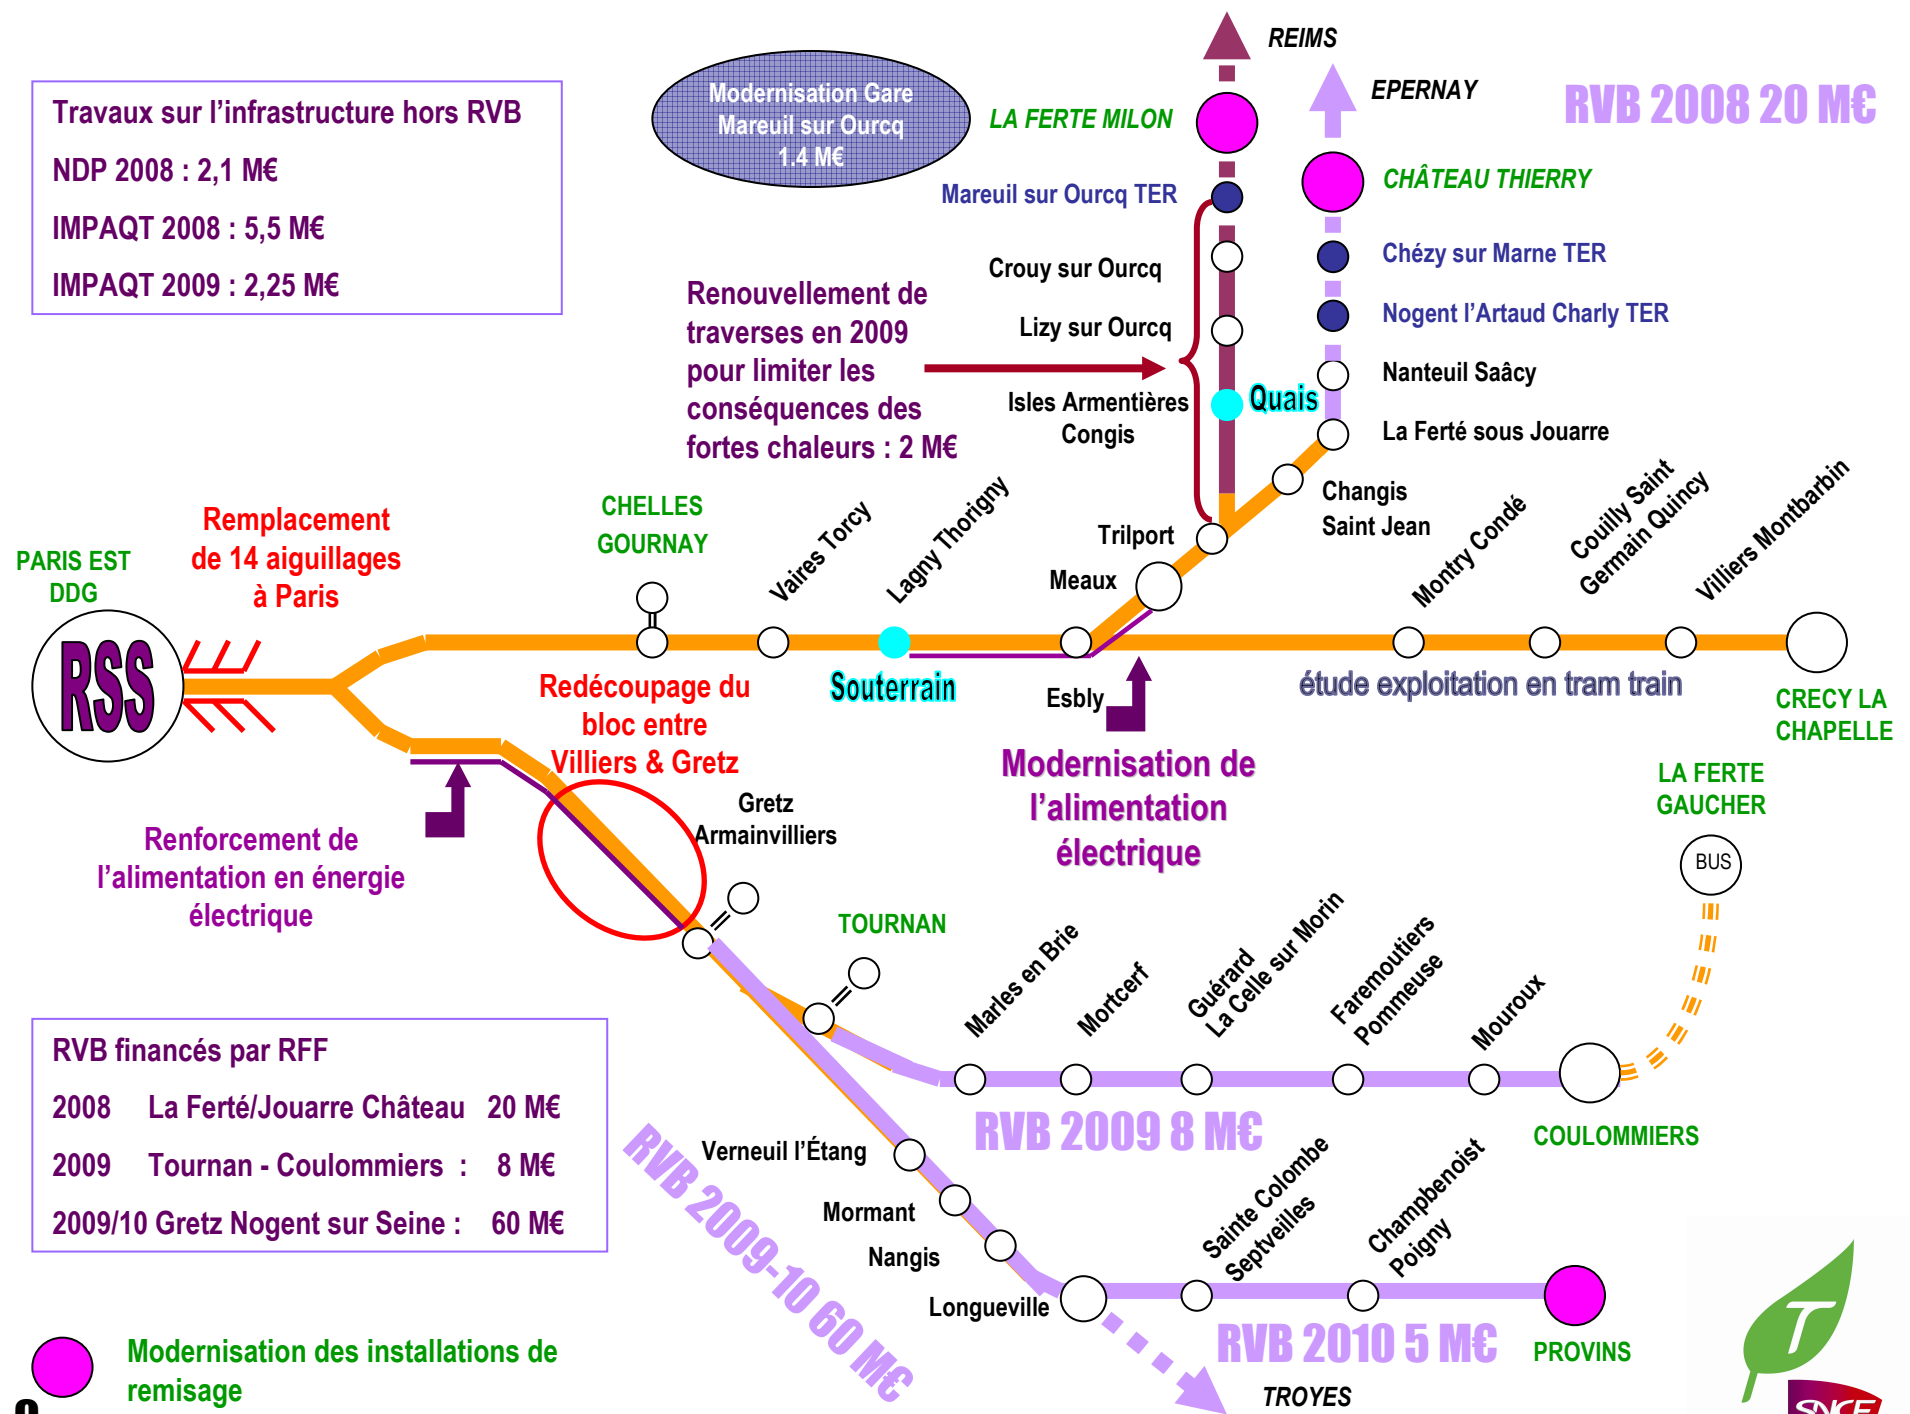 REIMS
EPERNAY
RVB 2008 20 M€
Travaux sur l’infrastructure hors RVB
NDP 2008 : 2,1 M€
IMPAQT 2008 : 5,5 M€
IMPAQT 2009 : 2,25 M€
Modernisation Gare
Mareuil sur Ourcq
1.4 M€
LA FERTE MILON
CHÂTEAU THIERRY
Mareuil sur Ourcq TER
Chézy sur Marne TER
Crouy sur Ourcq
Nogent l’Artaud Charly TER
Lizy sur Ourcq
Renouvellement de
traverses en 2009
pour limiter les
conséquences des
fortes chaleurs : 2 M€
Nanteuil Saâcy
Isles Armentières
Congis
Quais
La Ferté sous Jouarre
Changis
Saint Jean
Trilport
Meaux
Remplacement
de 14 aiguillages
à Paris
PARIS EST
DDG
RSS
CHELLES
GOURNAY
Vaires Torcy
Lagny Thorigny
Montry Condé
Couilly Saint
Germain Quincy
Villiers Montbarbin
Redécoupage du
bloc entre
Villiers & Gretz
Souterrain
Esbly
étude exploitation en tram train
CRECY LA
CHAPELLE
Modernisation de
l’alimentation
électrique
LA FERTE
GAUCHER
BUS
Gretz
Armainvilliers
Renforcement de
l’alimentation en énergie
électrique
TOURNAN
Marles en Brie
Mortcerf
Guérard
La Celle sur Morin
Faremoutiers
Pommeuse
Mouroux
COULOMMIERS
RVB 2009 8 M€
RVB financés par RFF
2008 La Ferté/Jouarre Château 20 M€
2009 Tournan - Coulommiers : 8 M€
2009/10 Gretz Nogent sur Seine : 60 M€
RVB 2009-10 60 M€
Verneuil l’Étang
Mormant
Nangis
Longueville
Sainte Colombe
Septveilles
Champbenoist
Poigny
RVB 2010 5 M€
PROVINS
TROYES
Modernisation des installations de
remisage
T
SNCF